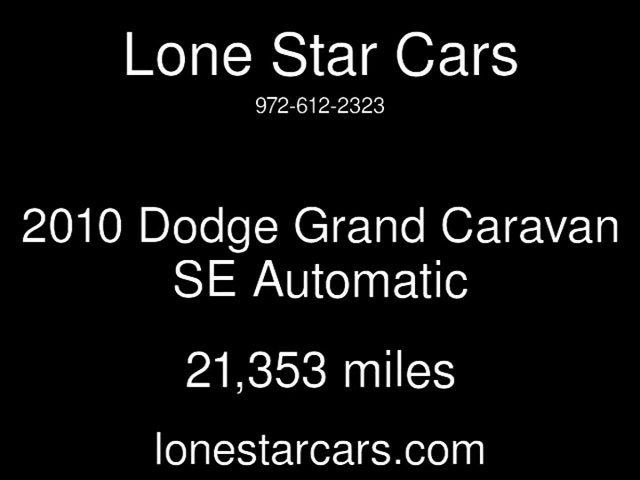 Lone Star Cars
972-612-2323
2010 Dodge Grand Caravan
SE Automatic
21,353 miles
lonestarcars.com